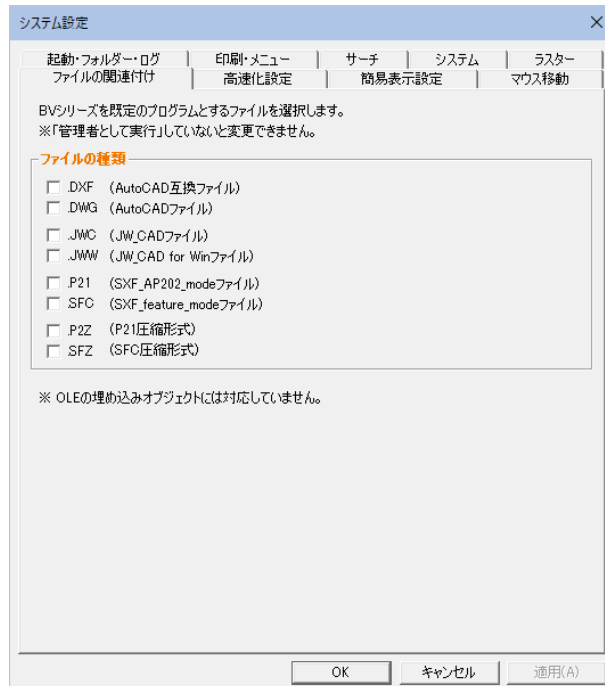 システム設定
起動・フォルダー・ログ 印刷・メニュー サーチ システム ラスター
ファイルの関連付け 高速化設定 簡易表示設定 マウス移動
BVシリーズを既定のプログラムとするファイルを選択します。
※「管理者として実行」していないと変更できません。
ファイルの種類
.DXF (AutoCAD互換ファイル)
.DWG (AutoCADファイル)
.JWC (JW_CADファイル)
.JWW (JW_CAD for Winファイル)
.P21 (SXF_AP202_modeファイル)
.SFC (SXF_feature_modeファイル)
.P2Z (P21圧縮形式)
.SFZ (SFC圧縮形式)
※ OLEの埋め込みオブジェクトには対応していません。
OK キャンセル 適用(A)